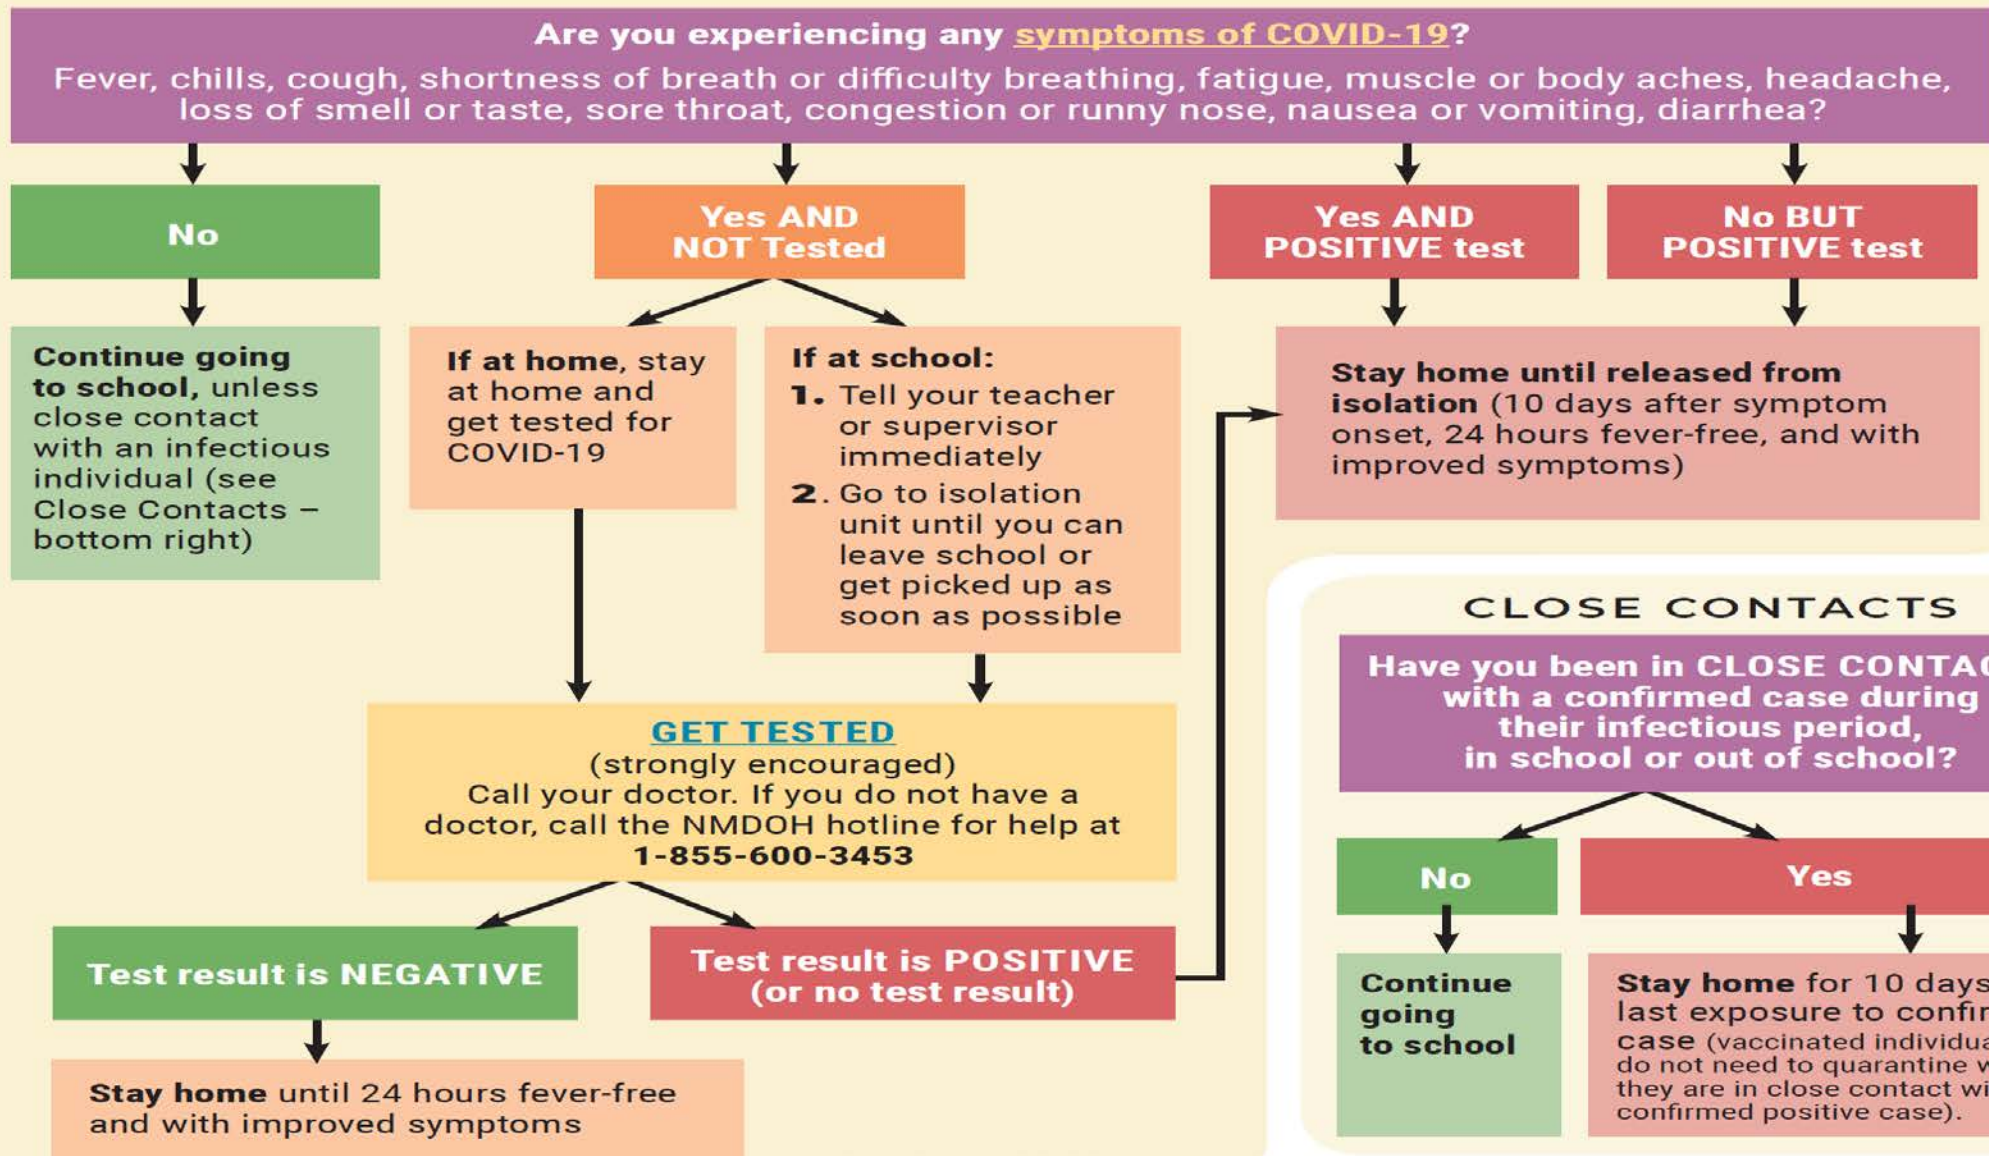 Are you experiencing any symptoms of COVID-19?
Fever, chills, cough, shortness of breath or difficulty breathing, fatigue, muscle or body aches, headache,
loss of smell or taste, sore throat, congestion or runny nose, nausea or vomiting, diarrhea?
No
Yes AND
NOT Tested
Yes AND
POSITIVE test
No BUT
POSITIVE test
Continue going
to school, unless
close contact
with an infectious
individual (see
Close Contacts –
bottom right)
If at home, stay
at home and
get tested for
COVID-19
If at school:
1. Tell your teacher
or supervisor
immediately
2. Go to isolation
unit until you can
leave school or
get picked up as
soon as possible
Stay home until released from
isolation (10 days after symptom
onset, 24 hours fever-free, and with
improved symptoms)
GET TESTED
(strongly encouraged)
Call your doctor. If you do not have a
doctor, call the NMDOH hotline for help at
1-855-600-3453
Test result is NEGATIVE
Test result is POSITIVE
(or no test result)
Stay home until 24 hours fever-free
and with improved symptoms
CLOSE CONTACTS
Have you been in CLOSE
with a confirmed case during
their infectious period,
in school or out of school?
No
Yes
Continue
going
to school
Stay home for 10 days
last exposure to
case (vaccinated
do not need to quarantine
they are in close contact
confirmed positive case).